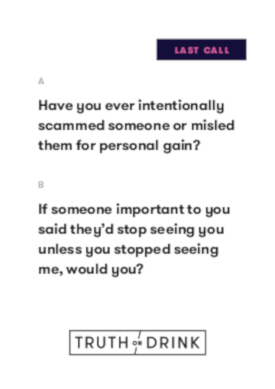 LAST CALL
A
Have you ever intentionally
scammed someone or misled
them for personal gain?
B
If someone important to you
said they'd stop seeing you
unless you stopped seeing
me, would you?
TRUTH OR DRINK